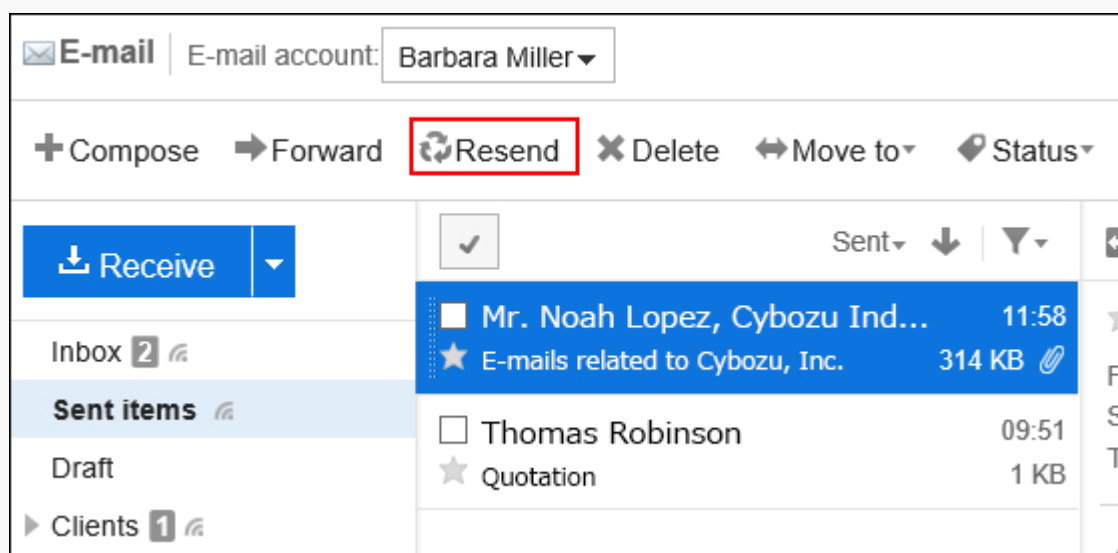 E-mail E-mail account: Barbara Miller
Compose Forward Resend Delete Move to Status
Receive
Sent
Mr. Noah Lopez, Cybozu Ind... 11:58
E-mails related to Cybozu, Inc. 314 KB
Inbox 2
Sent items
Thomas Robinson 09:51
Quotation 1 KB
Draft
Clients 1